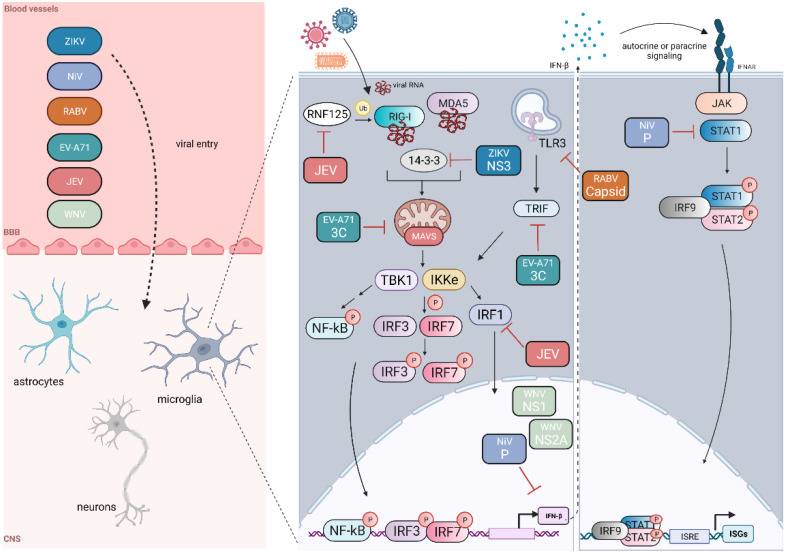 Blood vessels
ZIKV
NiV
RABV
EV-A71
JEV
WNV
viral entry
BBB
astrocytes
microglia
neurons
CNS
viral RNA
RNF125
Ub
RIG-I
MDA5
JEV
14-3-3
ZIKV
NS3
EV-A71
3C
MAVS
TLR3
RABV
Capsid
TRIF
EV-A71
3C
TBK1
IKKe
P
NF-kB
P
IRF3
IRF7
IRF1
JEV
P
P
IRF3
IRF7
WNV
NS1
WNV
NS2A
NiV
P
P
NF-kB
P
IRF3
P
IRF7
IFN-β
IFN-β
autocrine or paracrine
signaling
IFNAR
JAK
NiV
P
STAT1
P
STAT1
IRF9
P
STAT2
P
STAT1
IRF9
P
STAT2
ISRE
ISGs